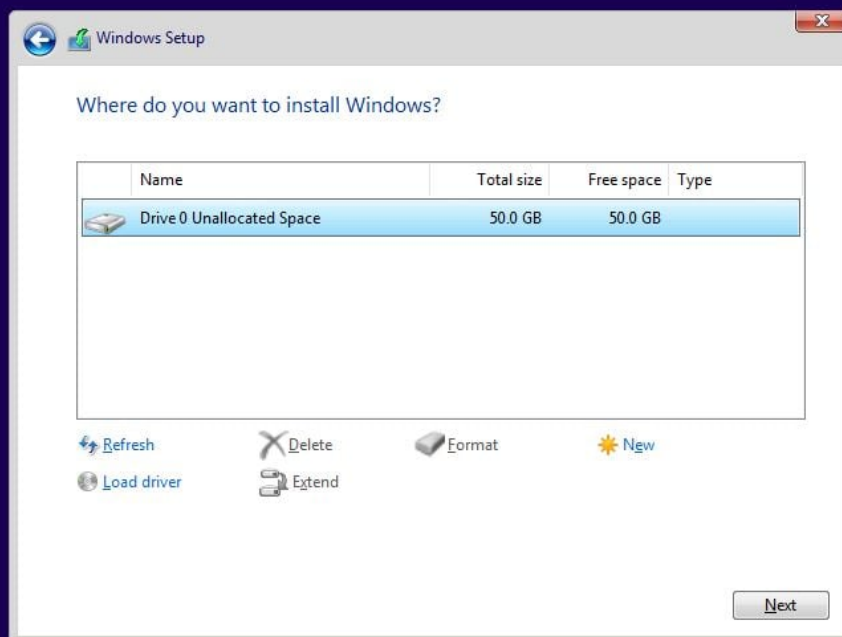 Windows Setup
Where do you want to install Windows?
Name Total size Free space Type
Drive 0 Unallocated Space 50.0 GB 50.0 GB
Refresh Delete Format New
Load driver Extend
Next